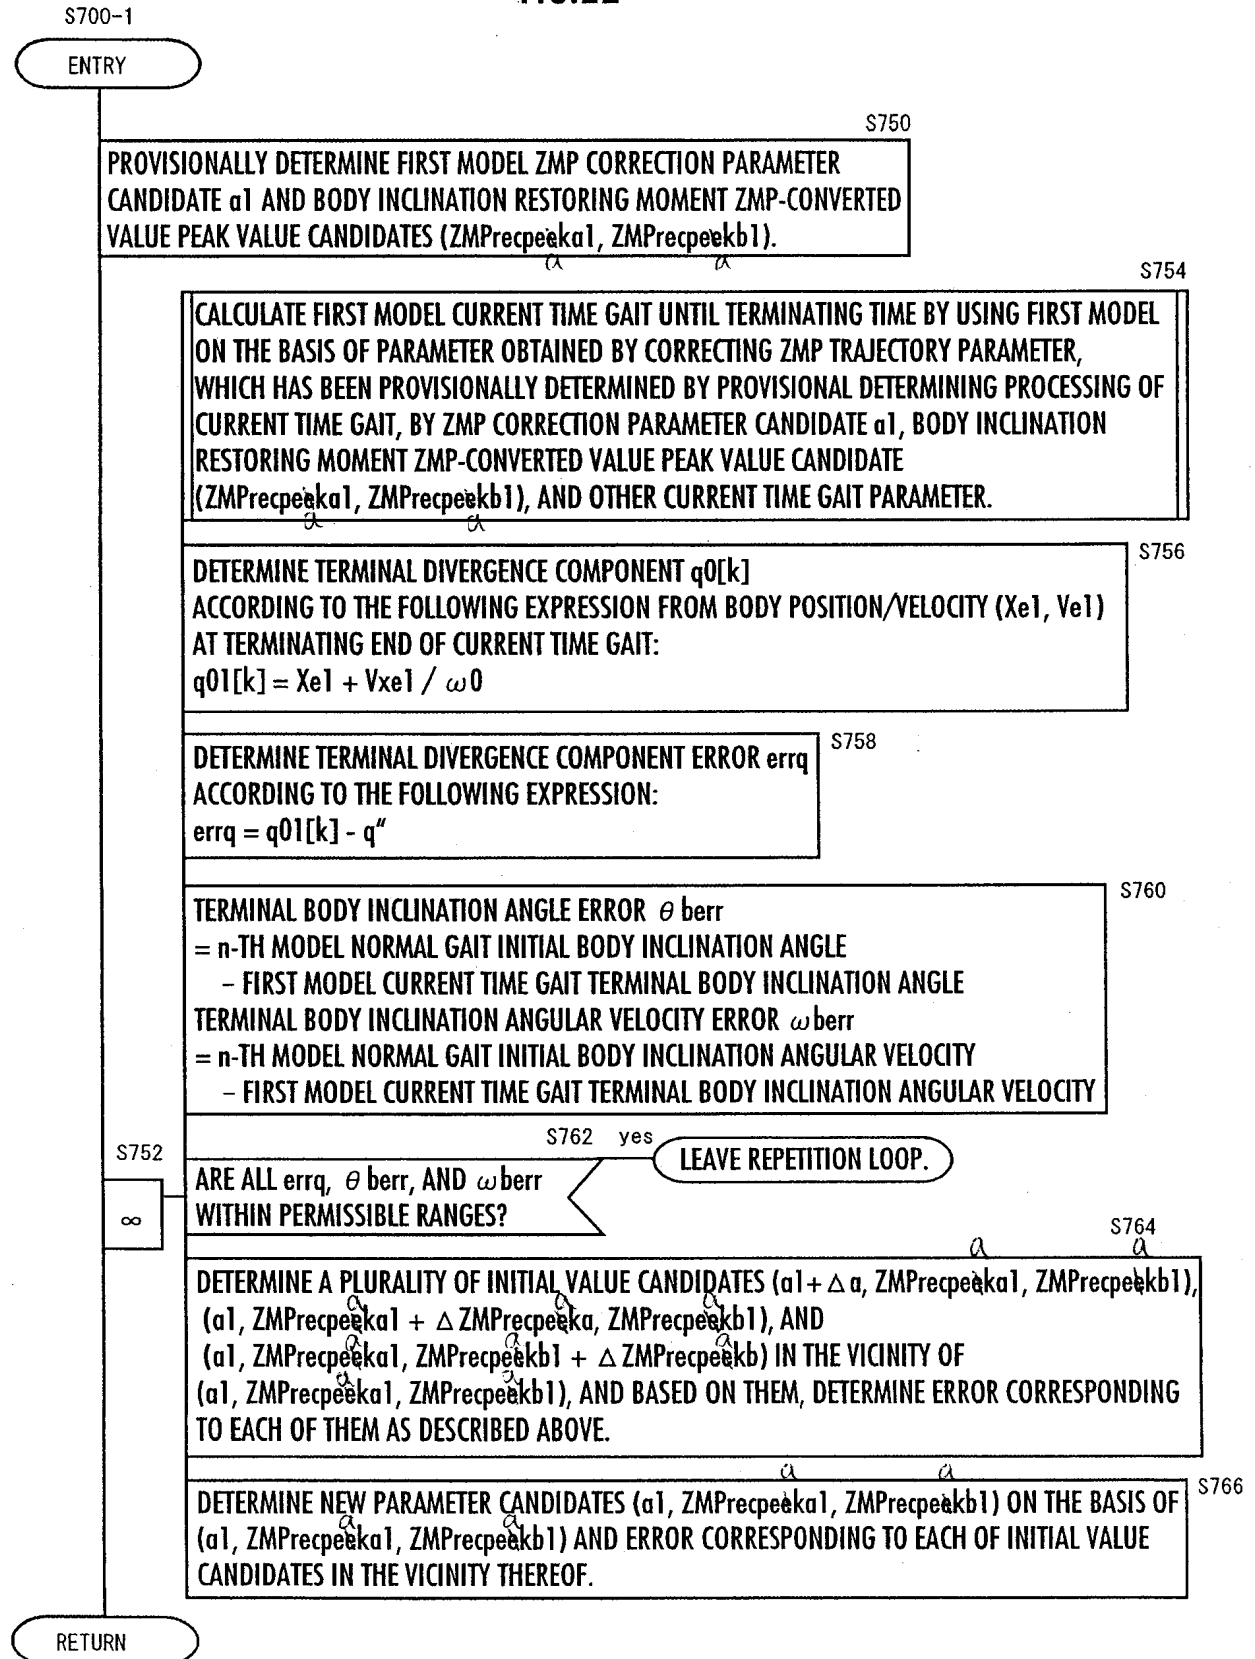 S700-1
ENTRY
S750
PROVISIONALLY DETERMINE FIRST MODEL ZMP CORRECTION PARAMETER
CANDIDATE a1 AND BODY INCLINATION RESTORING MOMENT ZMP-CONVERTED
VALUE PEAK VALUE CANDIDATES (ZMPrecpeeka1, ZMPrecpeekb1).
a a
S754
CALCULATE FIRST MODEL CURRENT TIME GAIT UNTIL TERMINATING TIME BY USING FIRST MODEL
ON THE BASIS OF PARAMETER OBTAINED BY CORRECTING ZMP TRAJECTORY PARAMETER,
WHICH HAS BEEN PROVISIONALLY DETERMINED BY PROVISIONAL DETERMINING PROCESSING OF
CURRENT TIME GAIT, BY ZMP CORRECTION PARAMETER CANDIDATE a1, BODY INCLINATION
RESTORING MOMENT ZMP-CONVERTED VALUE PEAK VALUE CANDIDATE
(ZMPrecpeeka1, ZMPrecpeekb1), AND OTHER CURRENT TIME GAIT PARAMETER.
a a
S756
DETERMINE TERMINAL DIVERGENCE COMPONENT q0[k]
ACCORDING TO THE FOLLOWING EXPRESSION FROM BODY POSITION/VELOCITY (Xe1, Ve1)
AT TERMINATING END OF CURRENT TIME GAIT:
q01[k] = Xe1 + Vxe1 / ω0
S758
DETERMINE TERMINAL DIVERGENCE COMPONENT ERROR errq
ACCORDING TO THE FOLLOWING EXPRESSION:
errq = q01[k] - q"
S760
TERMINAL BODY INCLINATION ANGLE ERROR θ berr
= n-TH MODEL NORMAL GAIT INITIAL BODY INCLINATION ANGLE
– FIRST MODEL CURRENT TIME GAIT TERMINAL BODY INCLINATION ANGLE
TERMINAL BODY INCLINATION ANGULAR VELOCITY ERROR ω berr
= n-TH MODEL NORMAL GAIT INITIAL BODY INCLINATION ANGULAR VELOCITY
– FIRST MODEL CURRENT TIME GAIT TERMINAL BODY INCLINATION ANGULAR VELOCITY
S752
∞
S762 yes
LEAVE REPETITION LOOP.
ARE ALL errq, θ berr, AND ω berr
WITHIN PERMISSIBLE RANGES?
S764
a a
DETERMINE A PLURALITY OF INITIAL VALUE CANDIDATES (a1+ Δ a, ZMPrecpeeka1, ZMPrecpeekb1),
a a a
(a1, ZMPrecpeeka1 + Δ ZMPrecpeeka, ZMPrecpeekb1), AND
a a a
(a1, ZMPrecpeeka1, ZMPrecpeekb1 + Δ ZMPrecpeekb) IN THE VICINITY OF
a a
(a1, ZMPrecpeeka1, ZMPrecpeekb1), AND BASED ON THEM, DETERMINE ERROR CORRESPONDING
TO EACH OF THEM AS DESCRIBED ABOVE.
S766
a a
DETERMINE NEW PARAMETER CANDIDATES (a1, ZMPrecpeeka1, ZMPrecpeekb1) ON THE BASIS OF
a a
(a1, ZMPrecpeeka1, ZMPrecpeekb1) AND ERROR CORRESPONDING TO EACH OF INITIAL VALUE
CANDIDATES IN THE VICINITY THEREOF.
RETURN